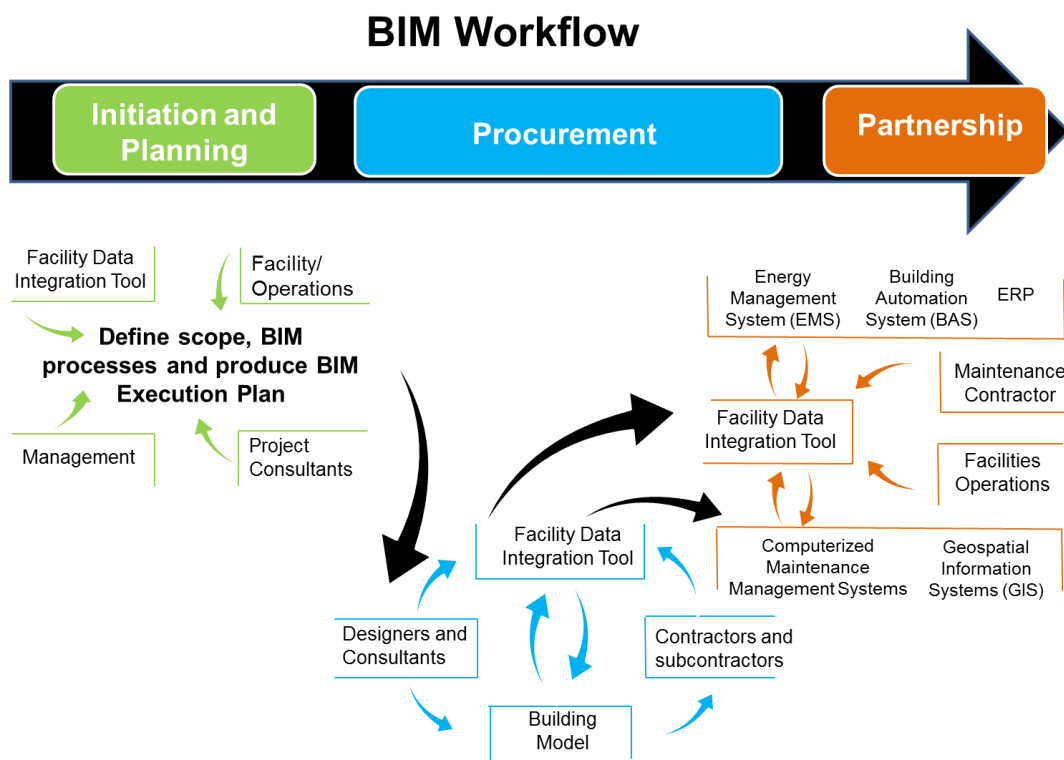 BIM Workflow
Initiation and
Planning
Procurement
Partnership
Facility Data
Integration Tool
Facility/
Operations
Define scope, BIM
processes and produce BIM
Execution Plan
Management
Project
Consultants
Energy
Management
System (EMS)
Building
Automation
System (BAS)
ERP
Maintenance
Contractor
Facility Data
Integration Tool
Facilities
Operations
Computerized
Maintenance
Management Systems
Geospatial
Information
Systems (GIS)
Facility Data
Integration Tool
Designers and
Consultants
Contractors and
subcontractors
Building
Model